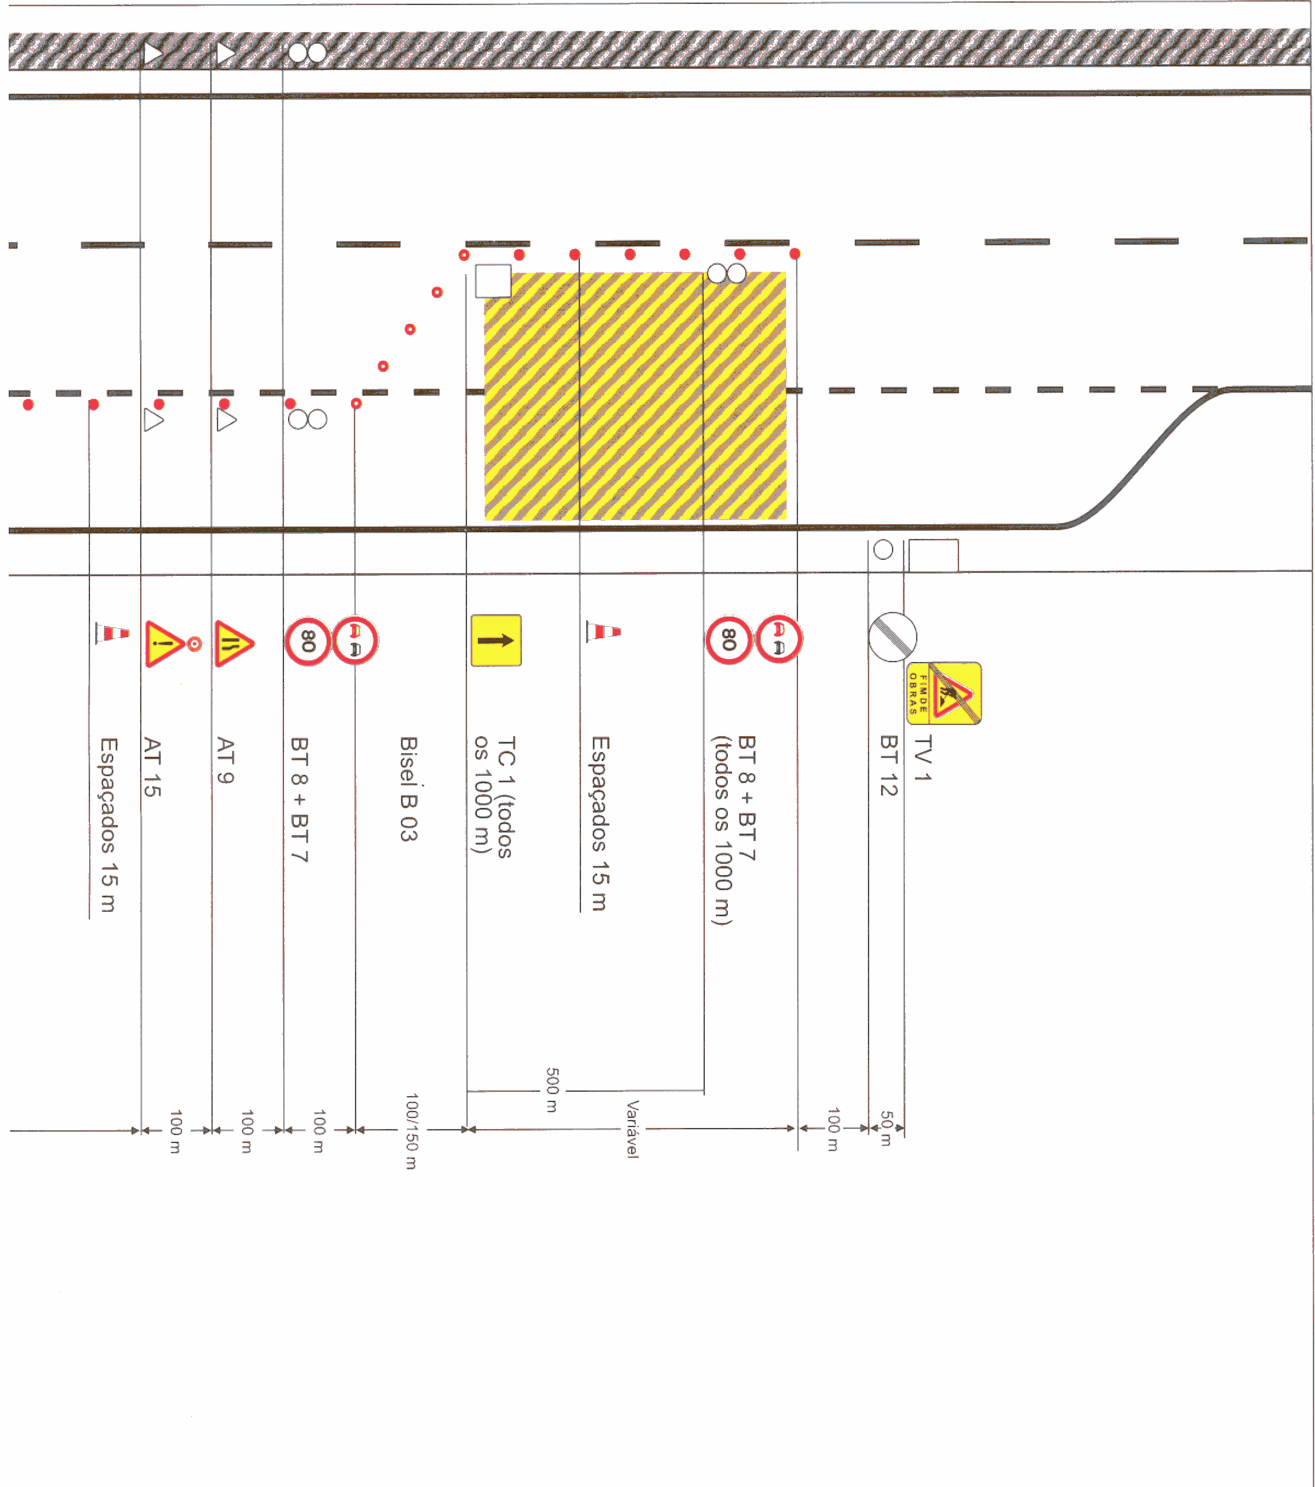 TV 1
FIM DE
OBRAS
BT 12
BT 8 + BT 7
(todos os 1000 m)
80
Espaçados 15 m
TC 1 (todos
os 1000 m)
Bisel B 03
BT 8 + BT 7
80
AT 9
AT 15
Espaçados 15 m
50 m
100 m
Variável
500 m
100/150 m
100 m
100 m
100 m